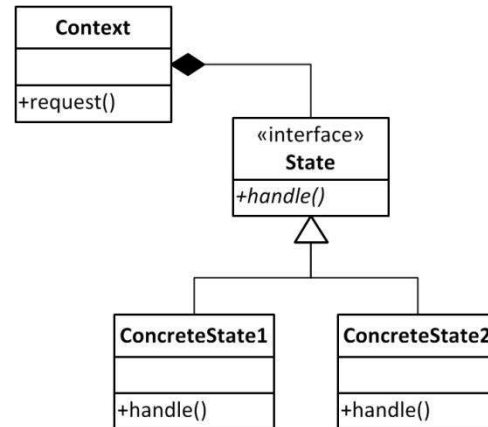 Context
+request()
«interface»
State
+handle()
ConcreteState1
ConcreteState2
+handle()
+handle()